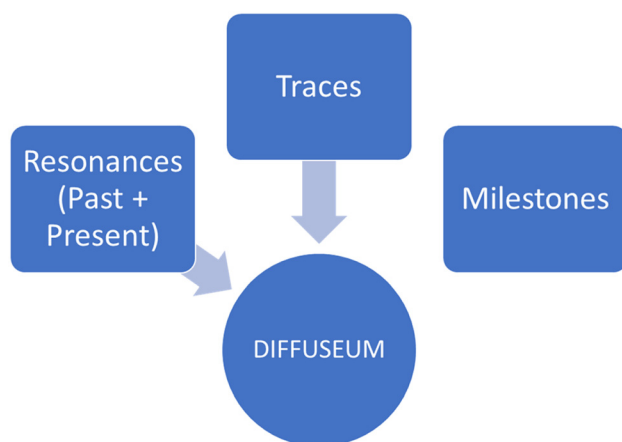 Traces
Resonances
(Past +
Present)
Milestones
DIFFUSEUM